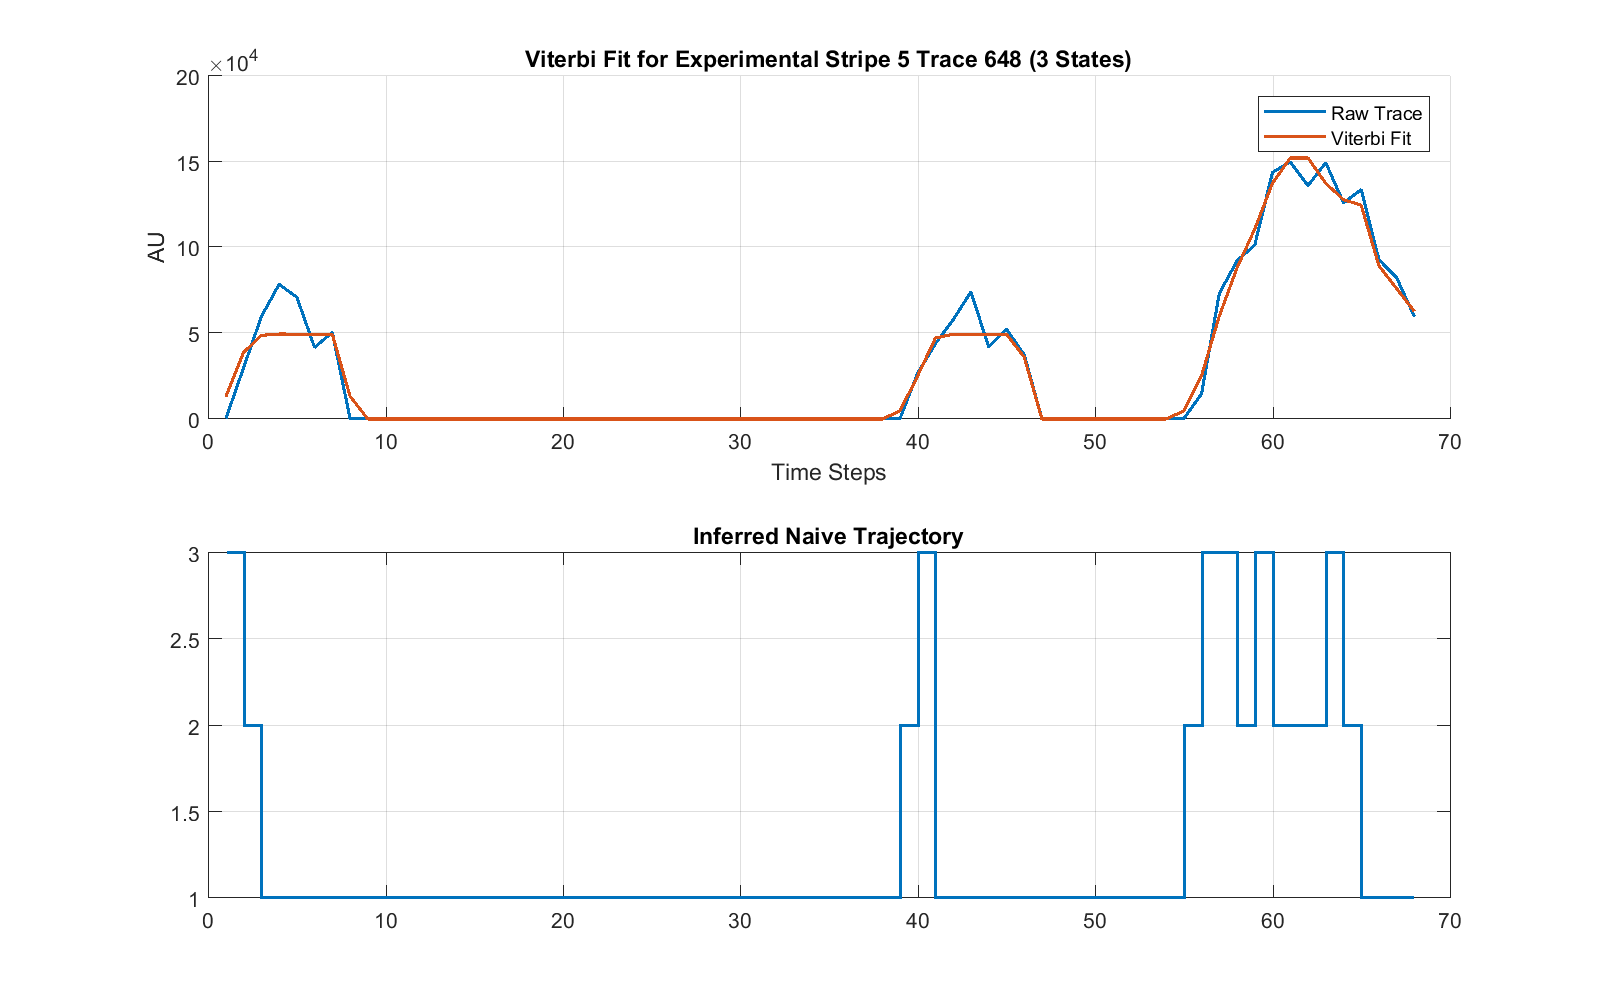 Viterbi Fit for Experimental Stripe 5 Trace 648 (3 States)
×10^4
20
15
10
5
0
AU
Raw Trace
Viterbi Fit
0 10 20 30 40 50 60 70
Time Steps
Inferred Naive Trajectory
3
2.5
2
1.5
1
0 10 20 30 40 50 60 70